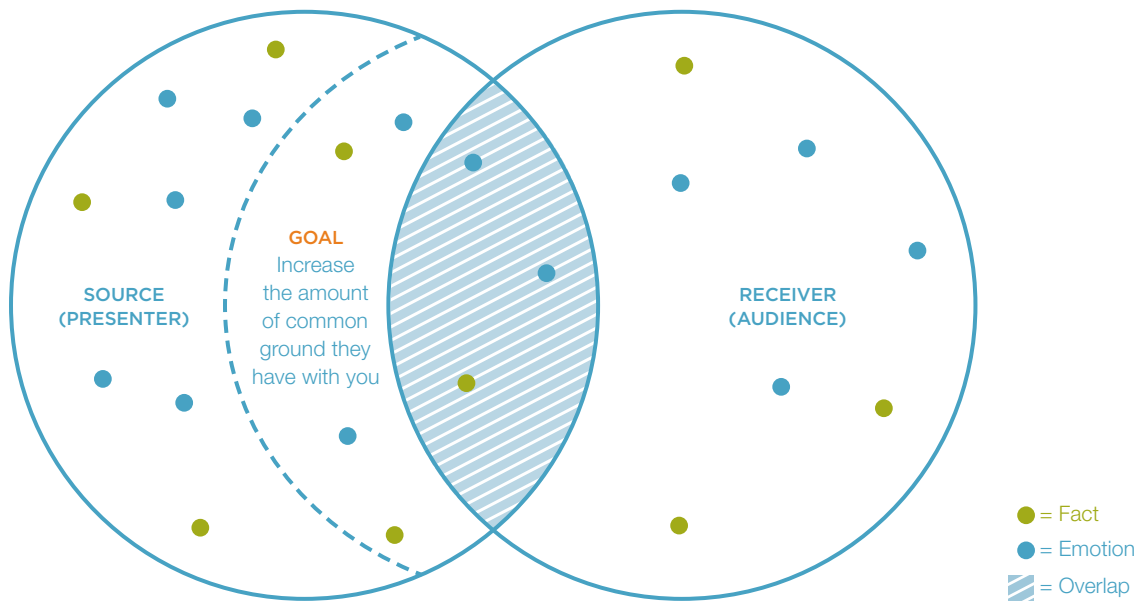 GOAL
Increase
the amount
of common
ground they
have with you
SOURCE
(PRESENTER)
RECEIVER
(AUDIENCE)
= Fact
= Emotion
= Overlap